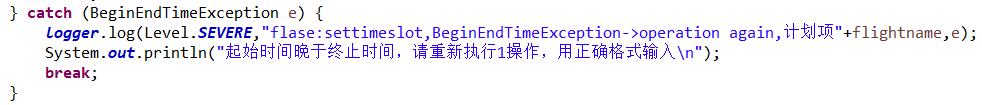 } catch (BeginEndTimeException e) {
logger.log(Level.SEVERE,"flase:settimeslot,BeginEndTimeException->operation again,计划项"+flightname,e);
System.out.println("起始时间晚于终止时间，请重新执行1操作，用正确格式输入\n");
break;
}